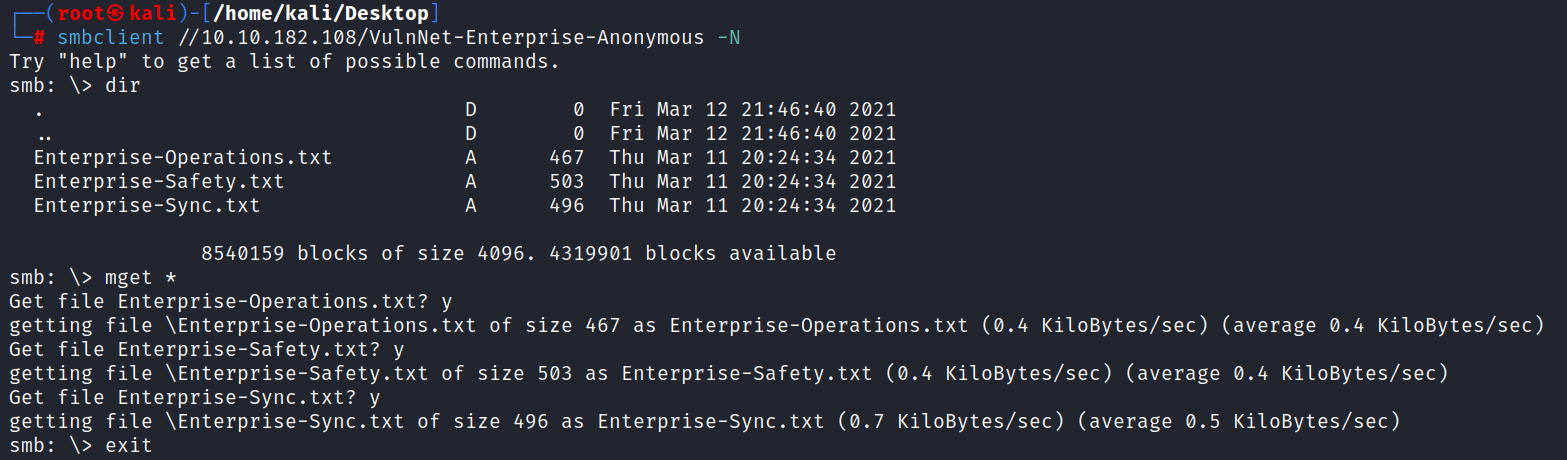 ┌──(root㉿kali)-[/home/kali/Desktop]
└─# smbclient //10.10.182.108/VulnNet-Enterprise-Anonymous -N
Try "help" to get a list of possible commands.
smb: \> dir
  .                                   D        0  Fri Mar 12 21:46:40 2021
  ..                                  D        0  Fri Mar 12 21:46:40 2021
  Enterprise-Operations.txt           A      467  Thu Mar 11 20:24:34 2021
  Enterprise-Safety.txt               A      503  Thu Mar 11 20:24:34 2021
  Enterprise-Sync.txt                 A      496  Thu Mar 11 20:24:34 2021
                8540159 blocks of size 4096. 4319901 blocks available
smb: \> mget *
Get file Enterprise-Operations.txt? y
getting file \Enterprise-Operations.txt of size 467 as Enterprise-Operations.txt (0.4 KiloBytes/sec) (average 0.4 KiloBytes/sec)
Get file Enterprise-Safety.txt? y
getting file \Enterprise-Safety.txt of size 503 as Enterprise-Safety.txt (0.4 KiloBytes/sec) (average 0.4 KiloBytes/sec)
Get file Enterprise-Sync.txt? y
getting file \Enterprise-Sync.txt of size 496 as Enterprise-Sync.txt (0.7 KiloBytes/sec) (average 0.5 KiloBytes/sec)
smb: \> exit